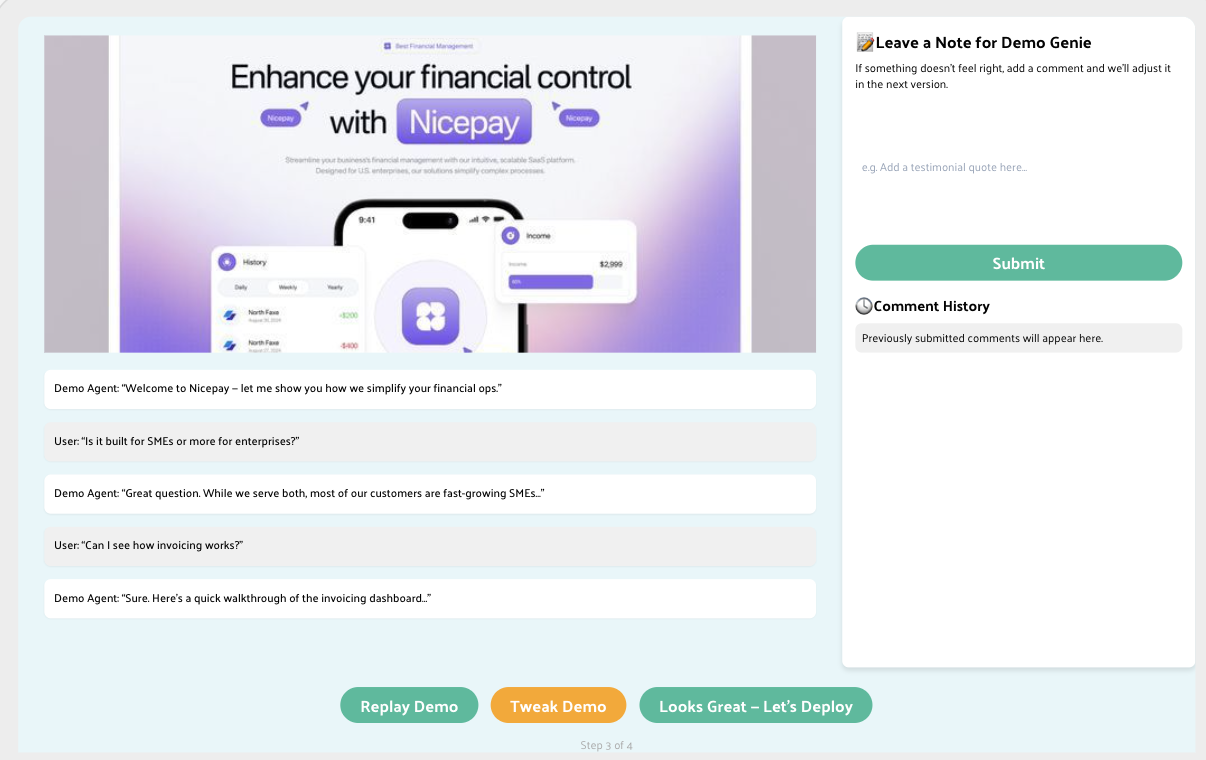 Best Financial Management
Enhance your financial control
Nicepay
with Nicepay
Nicepay
Streamline your business's financial management with our intuitive, scalable SaaS platform.
Designed for U.S. enterprises, our solutions simplify complex processes.
9:41
Income
Income
$2,999
History
Daily Weekly Yearly
North Faxe
August 30, 2024
-$200
North Faxe
-$400
Demo Agent: “Welcome to Nicepay – let me show you how we simplify your financial ops.”
User: “Is it built for SMEs or more for enterprises?”
Demo Agent: “Great question. While we serve both, most of our customers are fast-growing SMEs...”
User: “Can I see how invoicing works?”
Demo Agent: “Sure. Here’s a quick walkthrough of the invoicing dashboard...”
Leave a Note for Demo Genie
If something doesn’t feel right, add a comment and we’ll adjust it
in the next version.
e.g. Add a testimonial quote here...
Submit
Comment History
Previously submitted comments will appear here.
Replay Demo
Tweak Demo
Looks Great – Let’s Deploy
Step 3 of 4